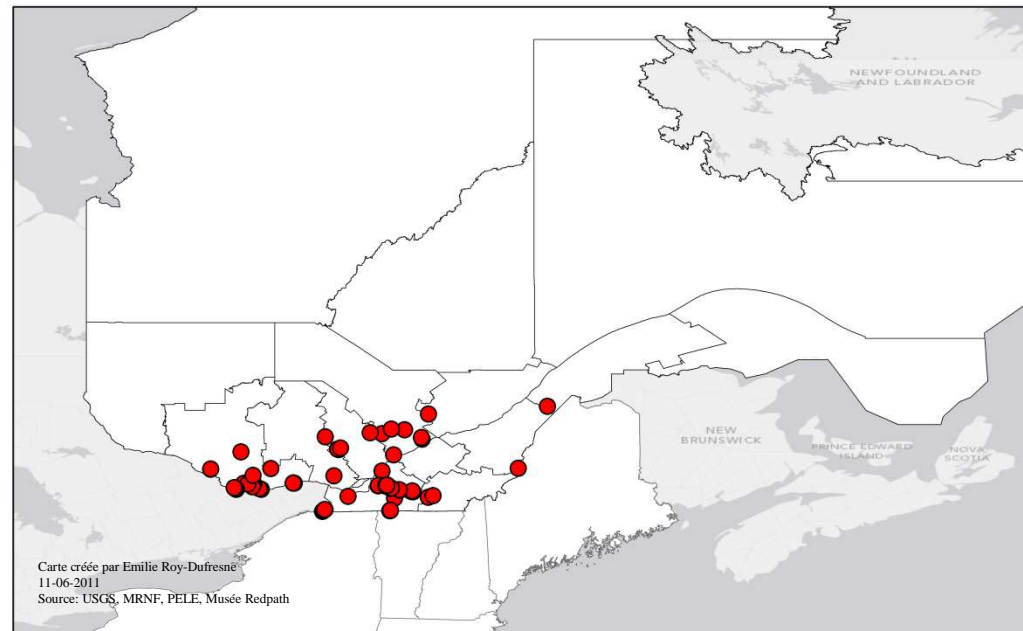 NEWFOUNDLAND
AND LABRADOR
NEW
BRUNSWICK
PRINCE EDWARD
ISLAND
NOVA
SCOTIA
Carte créée par Emilie Roy-Dufresne
11-06-2011
Source: USGS, MRNF, PELE, Musée Redpath